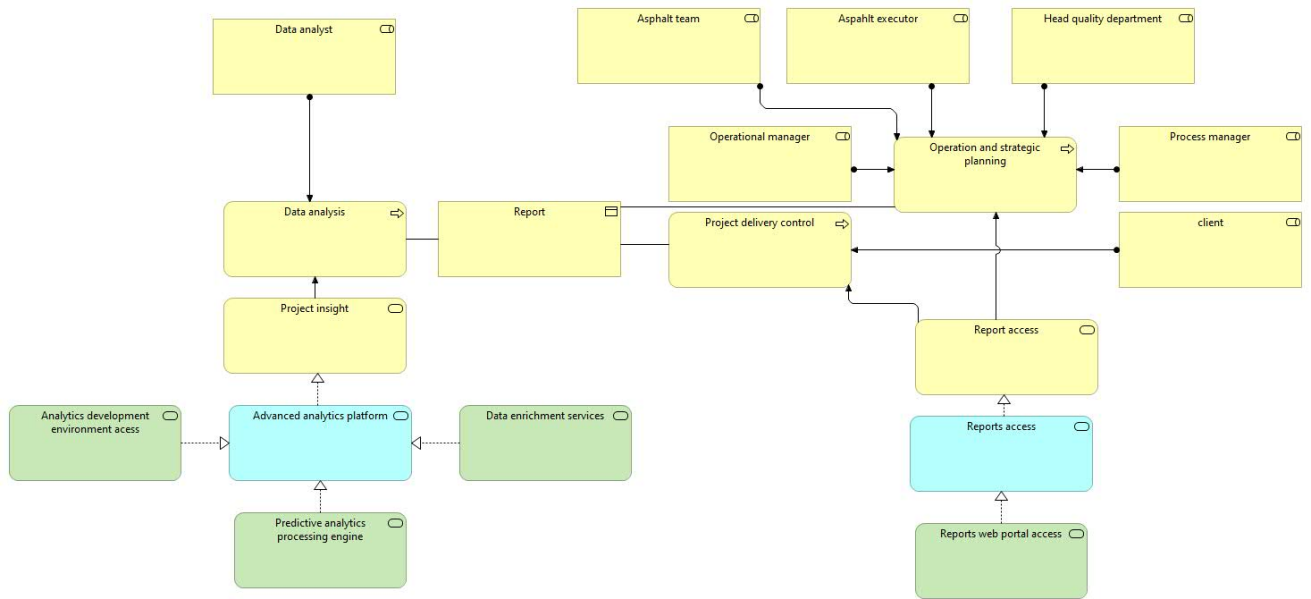 Asphalt team
Aspahlt executor
Head quality department
Data analyst
Operational manager
Operation and strategic
planning
Process manager
Data analysis
Report
Project delivery control
client
Project insight
Report access
Analytics development
environment acess
Advanced analytics platform
Data enrichment services
Reports access
Predictive analytics
processing engine
Reports web portal access